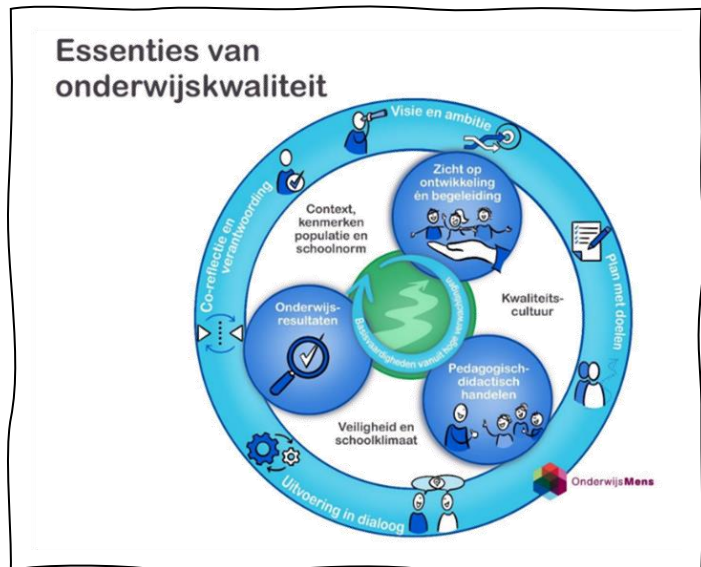 Essenties van
onderwijskwaliteit
Visie en ambitie
Zicht op
ontwikkeling
én begeleiding
Context,
kenmerken
populatie en
schoolnorm
Co-reflectie en
verantwoording
Plan met doelen
Kwaliteits-
cultuur
Onderwijs-
resultaten
Basisvaardigheden vanuit hoge verwachtingen
Pedagogisch-
didactisch
handelen
Veiligheid en
schoolklimaat
Uitvoering in dialoog
OnderwijsMens